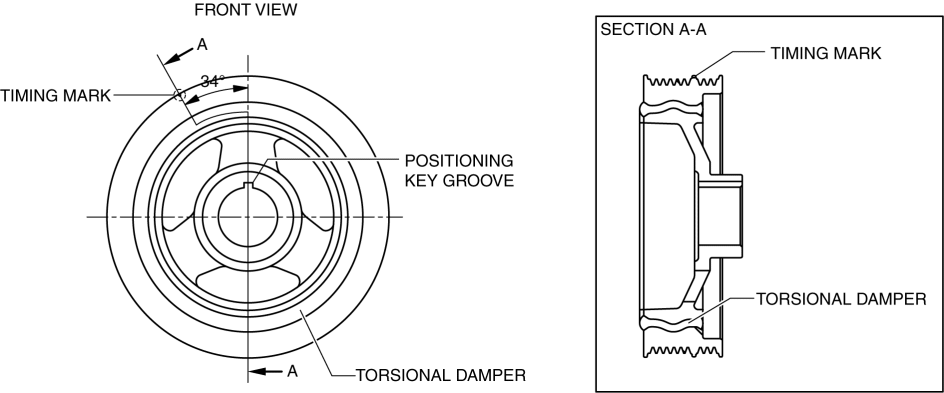 FRONT VIEW
A
34°
TIMING MARK
POSITIONING
KEY GROOVE
A
TORSIONAL DAMPER
SECTION A-A
TIMING MARK
TORSIONAL DAMPER